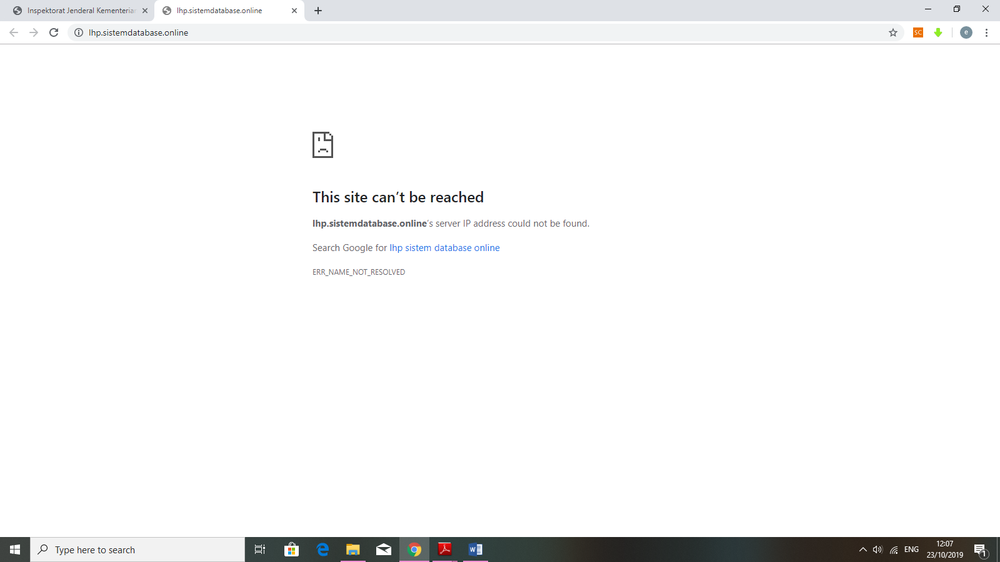 Inspektorat Jenderal Kementerian
lhp.sistemdatabase.online
lhp.sistemdatabase.online
SC
e
This site can’t be reached
lhp.sistemdatabase.online’s server IP address could not be found.
Search Google for lhp sistem database online
ERR_NAME_NOT_RESOLVED
Type here to search
ENG
12:07
23/10/2019
1